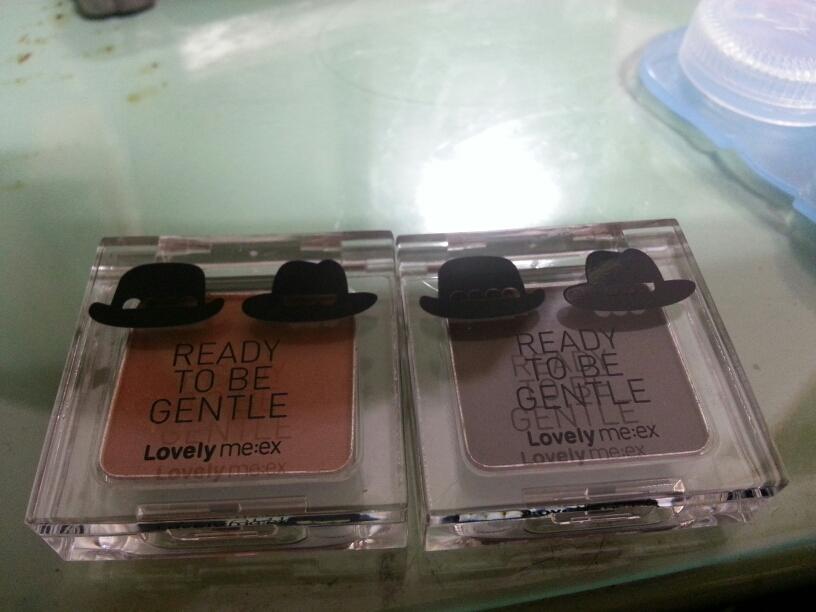 READY
TO BE
GENTLE
Lovely me:ex
READY
TO BE
GENTLE
Lovely me:ex